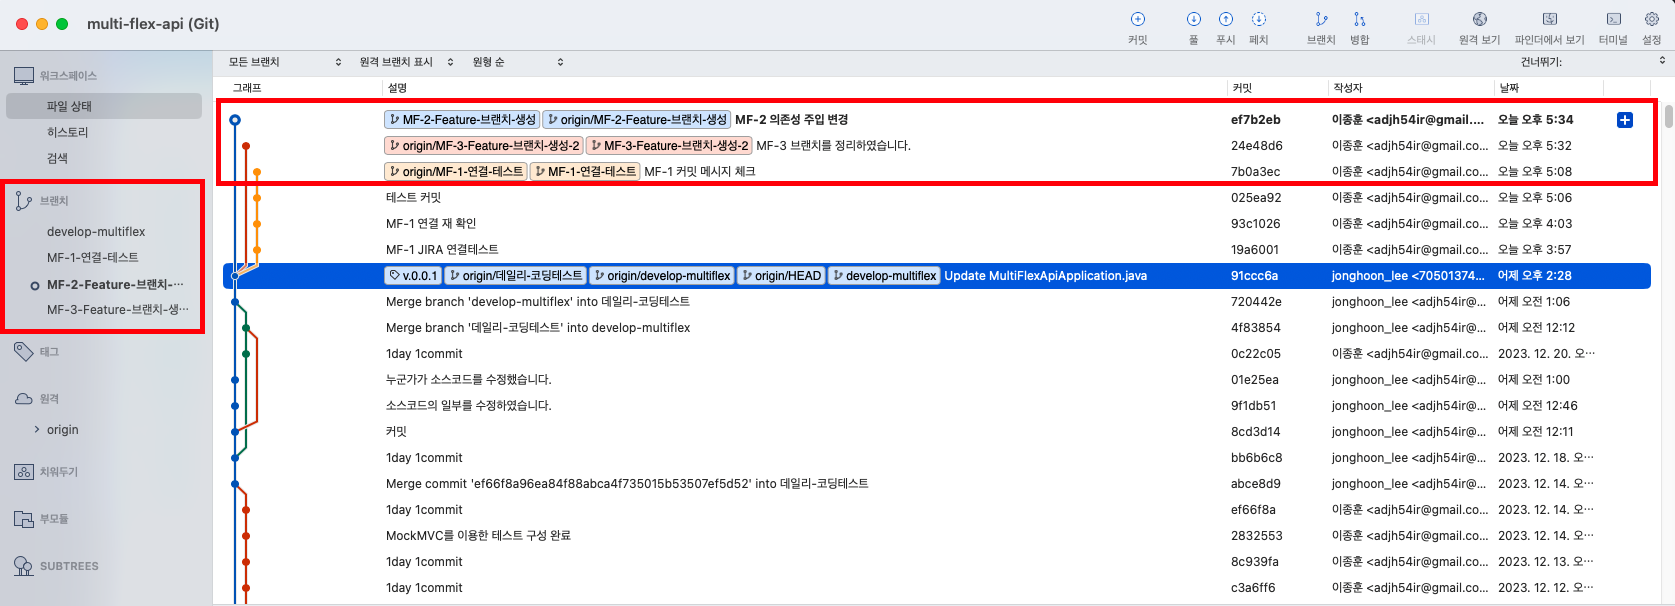 multi-flex-api (Git)
커밋 풀 푸시 페치 브랜치 병합 스태시 원격 보기 파인더에서 보기 터미널 설정
워크스페이스
파일 상태
히스토리
검색
브랜치
develop-multiflex
MF-1-연결-테스트
MF-2-Feature-브랜치-···
MF-3-Feature-브랜치-생···
태그
원격
origin
치워두기
부모듈
SUBTREES
모든 브랜치 원격 브랜치 표시 원형 순 건너뛰기:
그래프 설명 커밋 작성자 날짜
MF-2-Feature-브랜치-생성 origin/MF-2-Feature-브랜치-생성 MF-2 의존성 주입 변경 ef7b2eb 이종훈 <adjh54ir@gmail.... 오늘 오후 5:34
origin/MF-3-Feature-브랜치-생성-2 MF-3-Feature-브랜치-생성-2 MF-3 브랜치를 정리하였습니다. 24e48d6 이종훈 <adjh54ir@gmail.co... 오늘 오후 5:32
origin/MF-1-연결-테스트 MF-1-연결-테스트 MF-1 커밋 메시지 체크 7b0a3ec 이종훈 <adjh54ir@gmail.co... 오늘 오후 5:08
테스트 커밋 025ea92 이종훈 <adjh54ir@gmail.co... 오늘 오후 5:06
MF-1 연결 재 확인 93c1026 이종훈 <adjh54ir@gmail.co... 오늘 오후 4:03
MF-1 JIRA 연결테스트 19a6001 이종훈 <adjh54ir@gmail.co... 오늘 오후 3:57
v.0.0.1 origin/데일리-코딩테스트 origin/develop-multiflex origin/HEAD develop-multiflex Update MultiFlexApiApplication.java 91ccc6a jonghoon_lee <70501374... 어제 오후 2:28
Merge branch 'develop-multiflex' into 데일리-코딩테스트 720442e jonghoon_lee <adjh54ir@... 어제 오전 1:06
Merge branch '데일리-코딩테스트' into develop-multiflex 4f83854 jonghoon_lee <adjh54ir@... 어제 오전 12:12
1day 1commit 0c22c05 이종훈 <adjh54ir@gmail.co... 2023. 12. 20. 오···
누군가가 소스코드를 수정했습니다. 01e25ea jonghoon_lee <adjh54ir@... 어제 오전 1:00
소스코드의 일부를 수정하였습니다. 9f1db51 jonghoon_lee <adjh54ir@... 어제 오전 12:46
커밋 8cd3d14 jonghoon_lee <adjh54ir@... 어제 오전 12:11
1day 1commit bb6b6c8 jonghoon_lee <adjh54ir@... 2023. 12. 18. 오···
Merge commit 'ef66f8a96ea84f88abca4f735015b53507ef5d52' into 데일리-코딩테스트 abce8d9 jonghoon_lee <adjh54ir@... 2023. 12. 14. 오···
1day 1commit ef66f8a 이종훈 <adjh54ir@gmail.co... 2023. 12. 14. 오···
MockMVC를 이용한 테스트 구성 완료 2832553 이종훈 <adjh54ir@gmail.co... 2023. 12. 14. 오···
1day 1commit 8c939fa 이종훈 <adjh54ir@gmail.co... 2023. 12. 13. 오···
1day 1commit c3a6ff6 이종훈 <adjh54ir@gmail.co... 2023. 12. 12. 오···